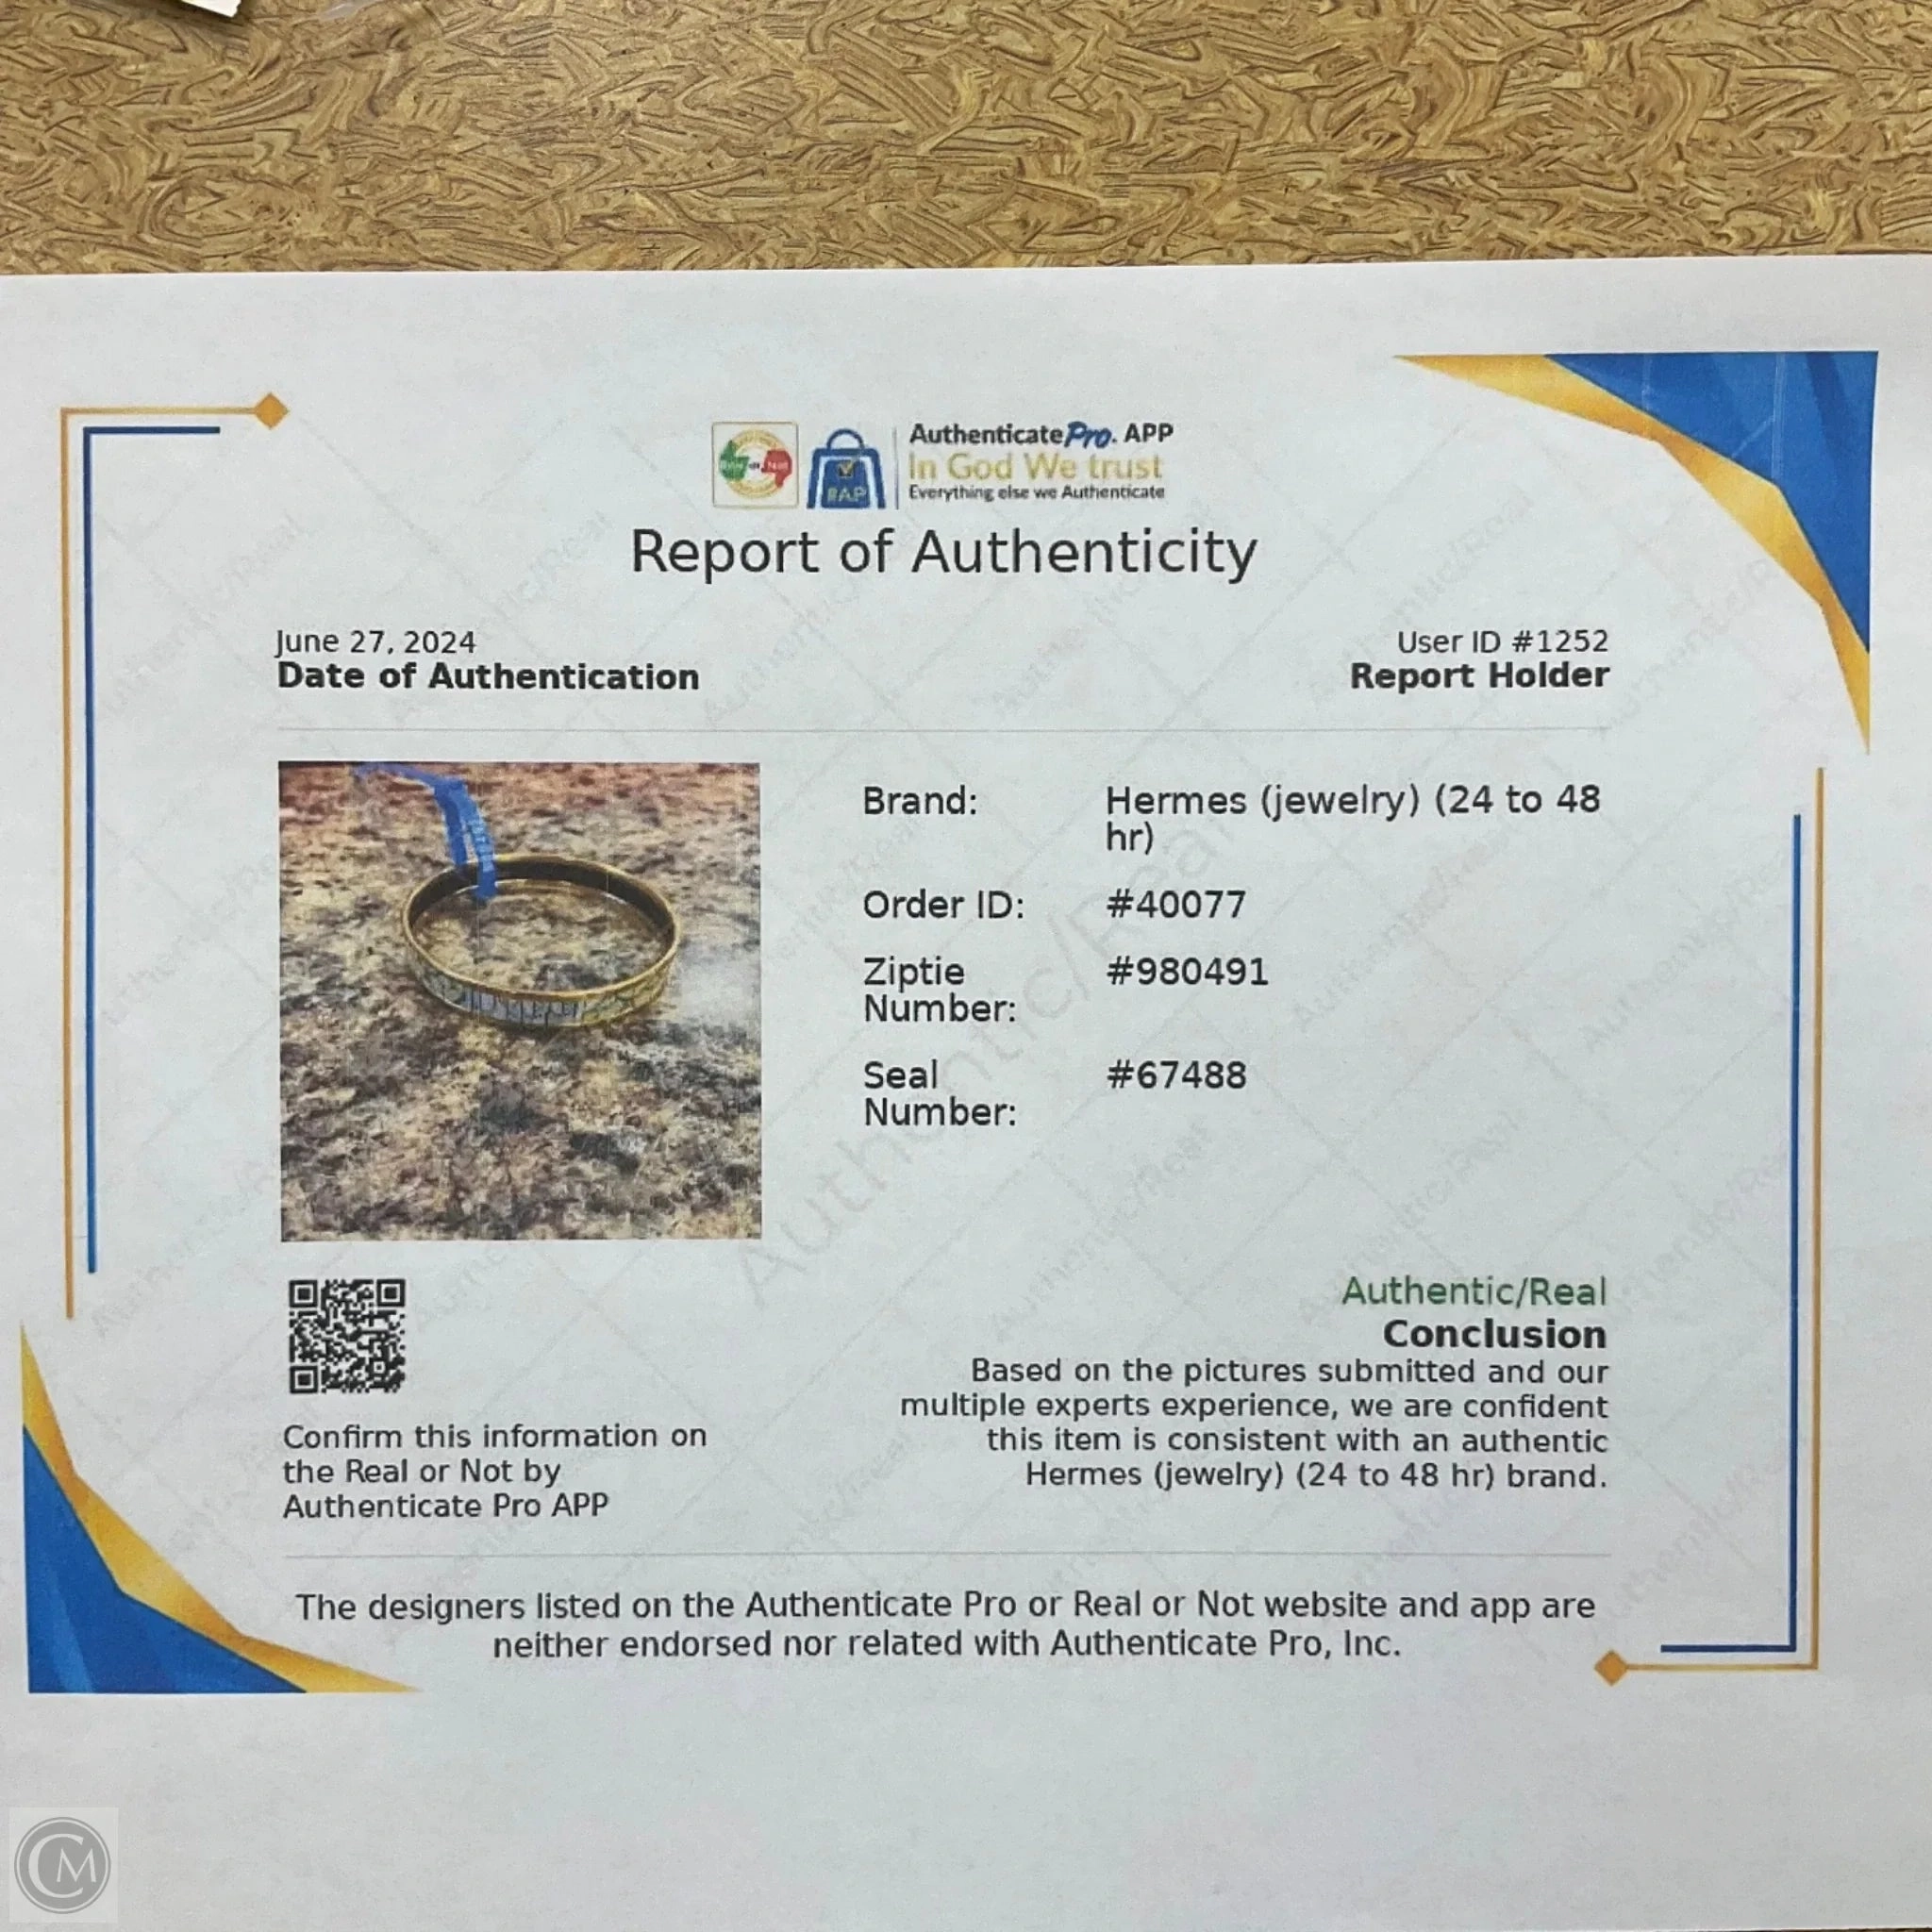 AuthenticatePro. APP
In God We trust
Everything else we Authenticate
RAP
Report of Authenticity
June 27, 2024
Date of Authentication
User ID #1252
Report Holder
Brand: Hermes (jewelry) (24 to 48
hr)
Order ID: #40077
Ziptie #980491
Number:
Seal #67488
Number:
Authentic/Real
Authentic/Real
Conclusion
Based on the pictures submitted and our
multiple experts experience, we are confident
this item is consistent with an authentic
Hermes (jewelry) (24 to 48 hr) brand.
Confirm this information on
the Real or Not by
Authenticate Pro APP
The designers listed on the Authenticate Pro or Real or Not website and app are
neither endorsed nor related with Authenticate Pro, Inc.
CM